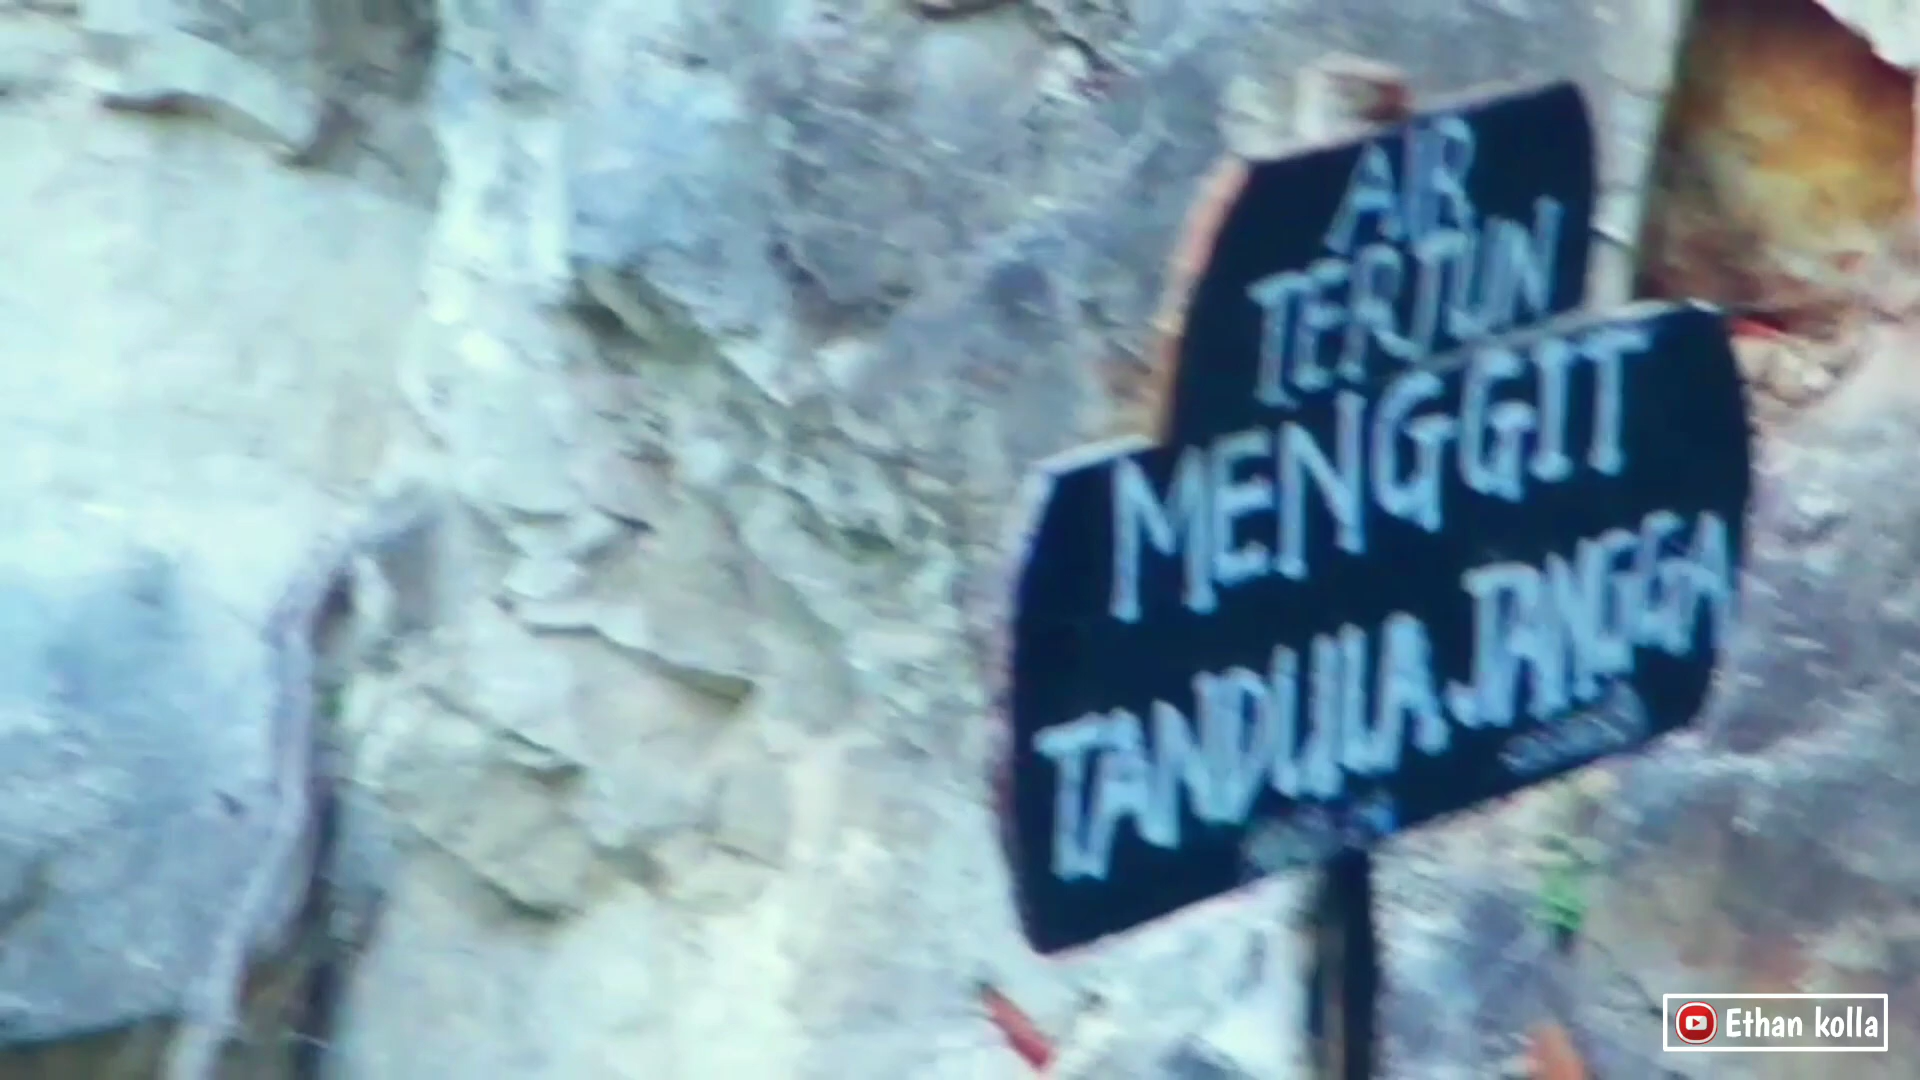 AIR
TERJUN
MENGGIT
TANDULA JANGGA
Ethan kolla